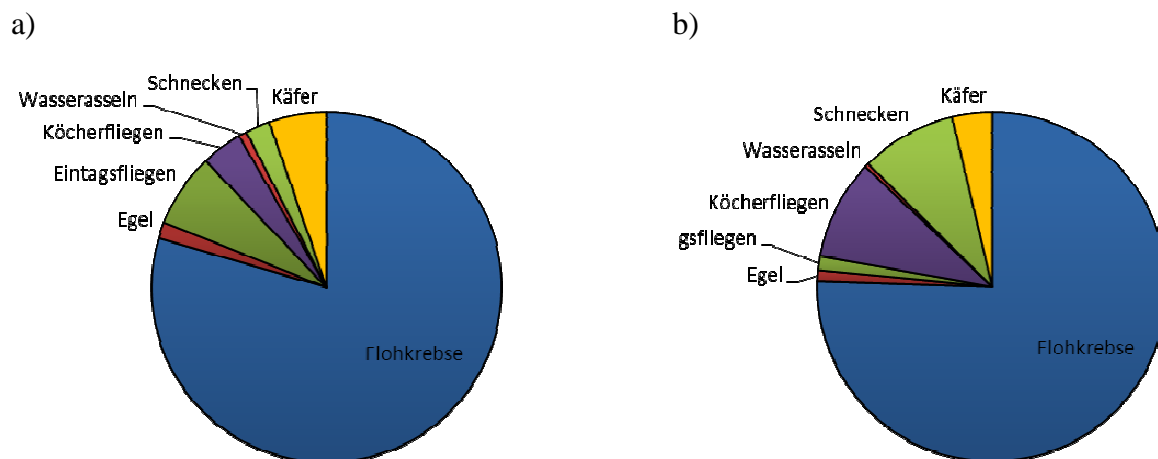 a)
Schnecken
Käfer
Wasserasseln
Köcherfliegen
Eintagsfliegen
Egel
Flohkrebse
b)
Käfer
Schnecken
Wasserasseln
Köcherfliegen
gsfliegen
Egel
Flohkrebse